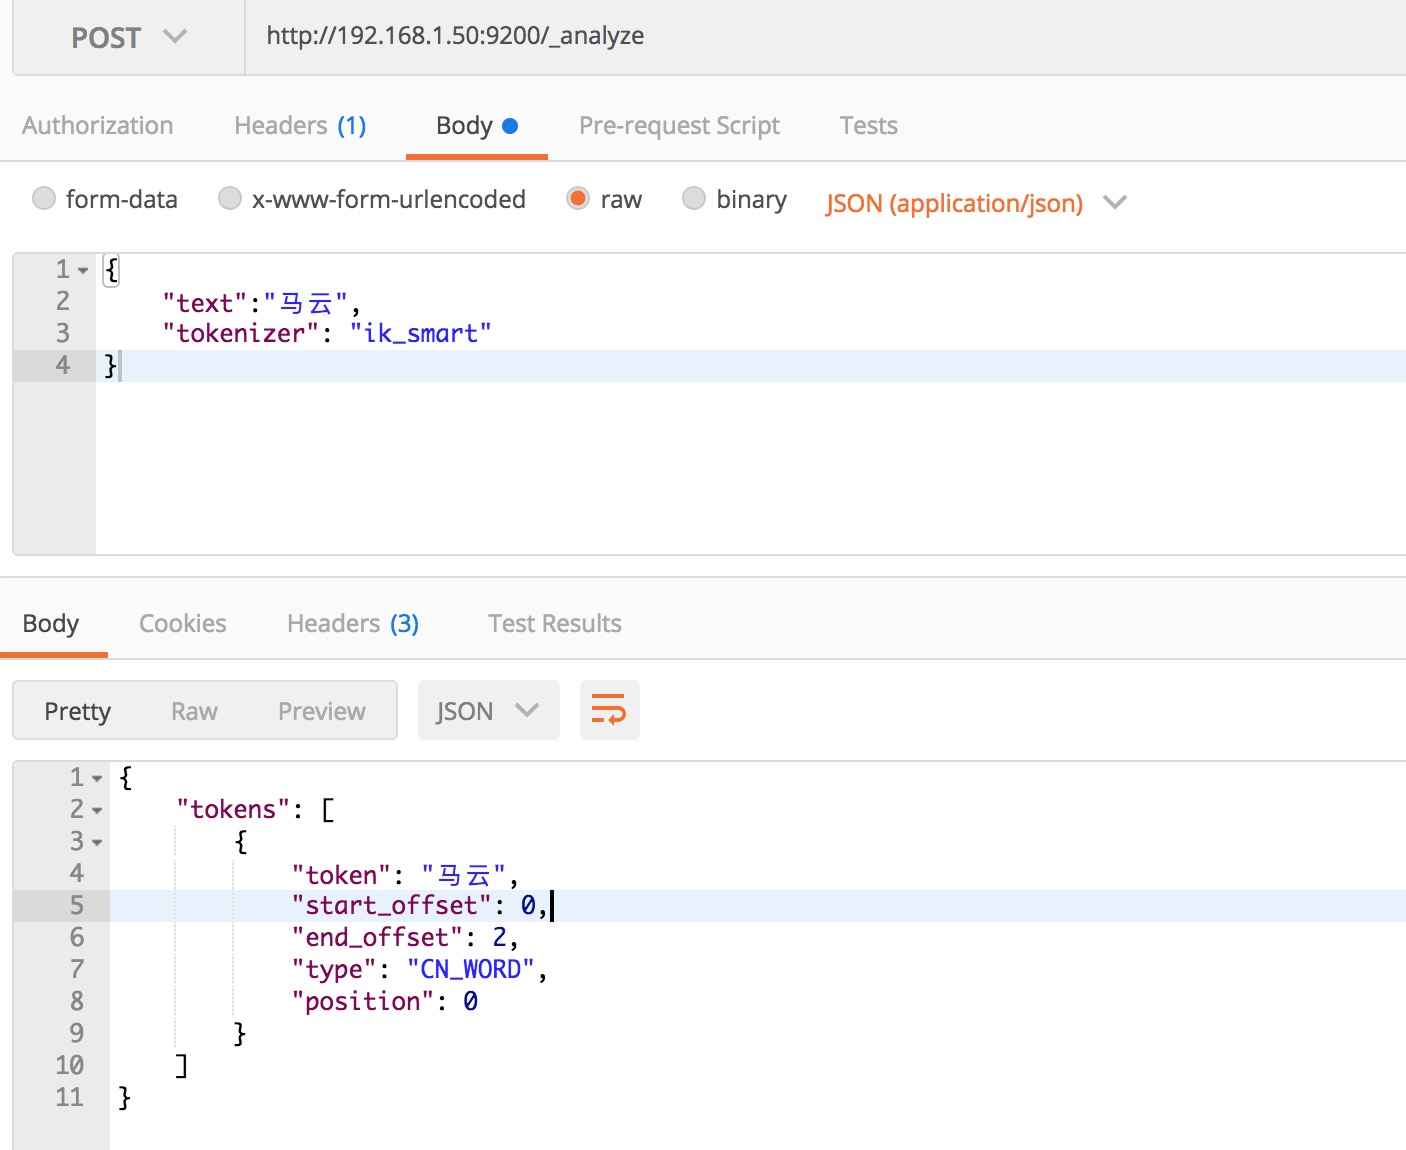 POST http://192.168.1.50:9200/_analyze
Authorization Headers (1) Body Pre-request Script Tests
form-data x-www-form-urlencoded raw binary JSON (application/json)
1 {
2 "text":"马云",
3 "tokenizer": "ik_smart"
4 }
Body Cookies Headers (3) Test Results
Pretty Raw Preview JSON
1 {
2 "tokens": [
3 {
4 "token": "马云",
5 "start_offset": 0,
6 "end_offset": 2,
7 "type": "CN_WORD",
8 "position": 0
9 }
10 ]
11 }